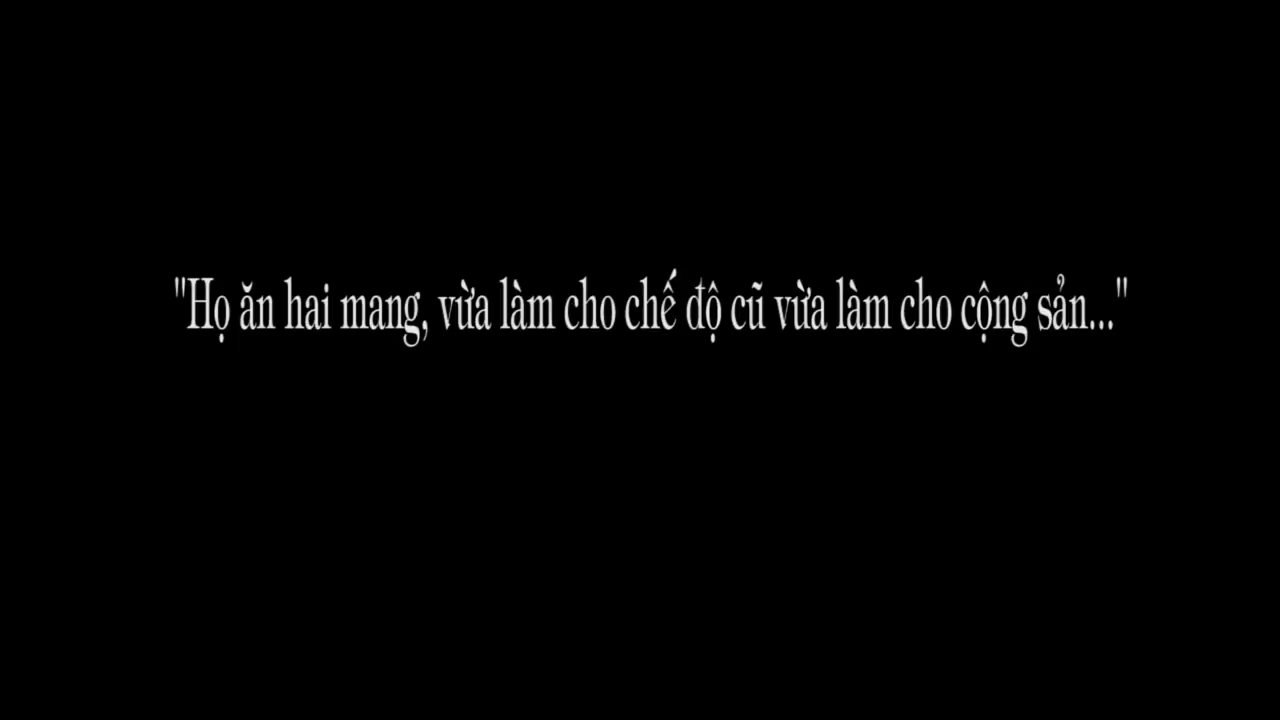 "Họ ăn hai mang, vừa làm cho chế độ cũ vừa làm cho cộng sản..."